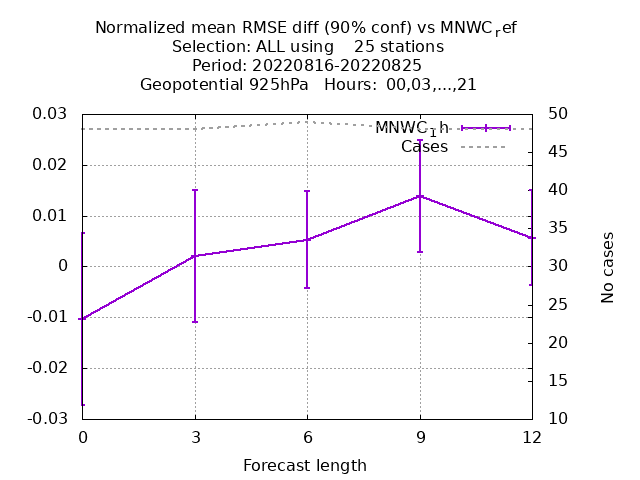 Normalized mean RMSE diff (90% conf) vs MNWCref
Selection: ALL using    25 stations
Period: 20220816-20220825
Geopotential 925hPa   Hours:  00,03,...,21
0.03
0.02
0.01
0
-0.01
-0.02
-0.03
50
45
40
35
30
25
20
15
10
MNWC1h
Cases
No cases
0
3
6
9
12
Forecast length